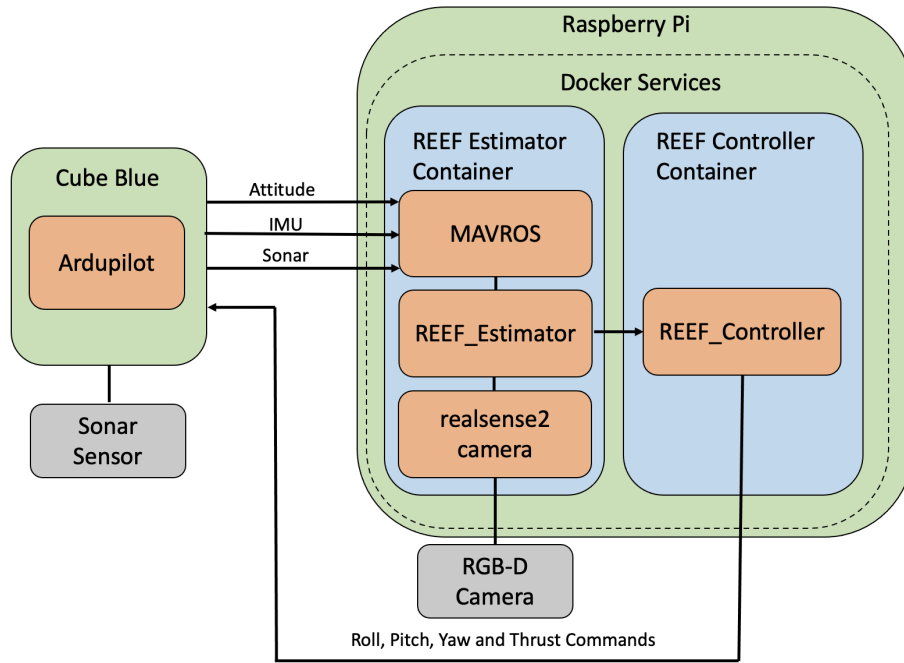 Raspberry Pi
Docker Services
REEF Estimator
Container
REEF Controller
Container
Cube Blue
Ardupilot
Attitude
IMU
Sonar
MAVROS
REEF_Estimator
REEF_Controller
realsense2
camera
Sonar
Sensor
RGB-D
Camera
Roll, Pitch, Yaw and Thrust Commands